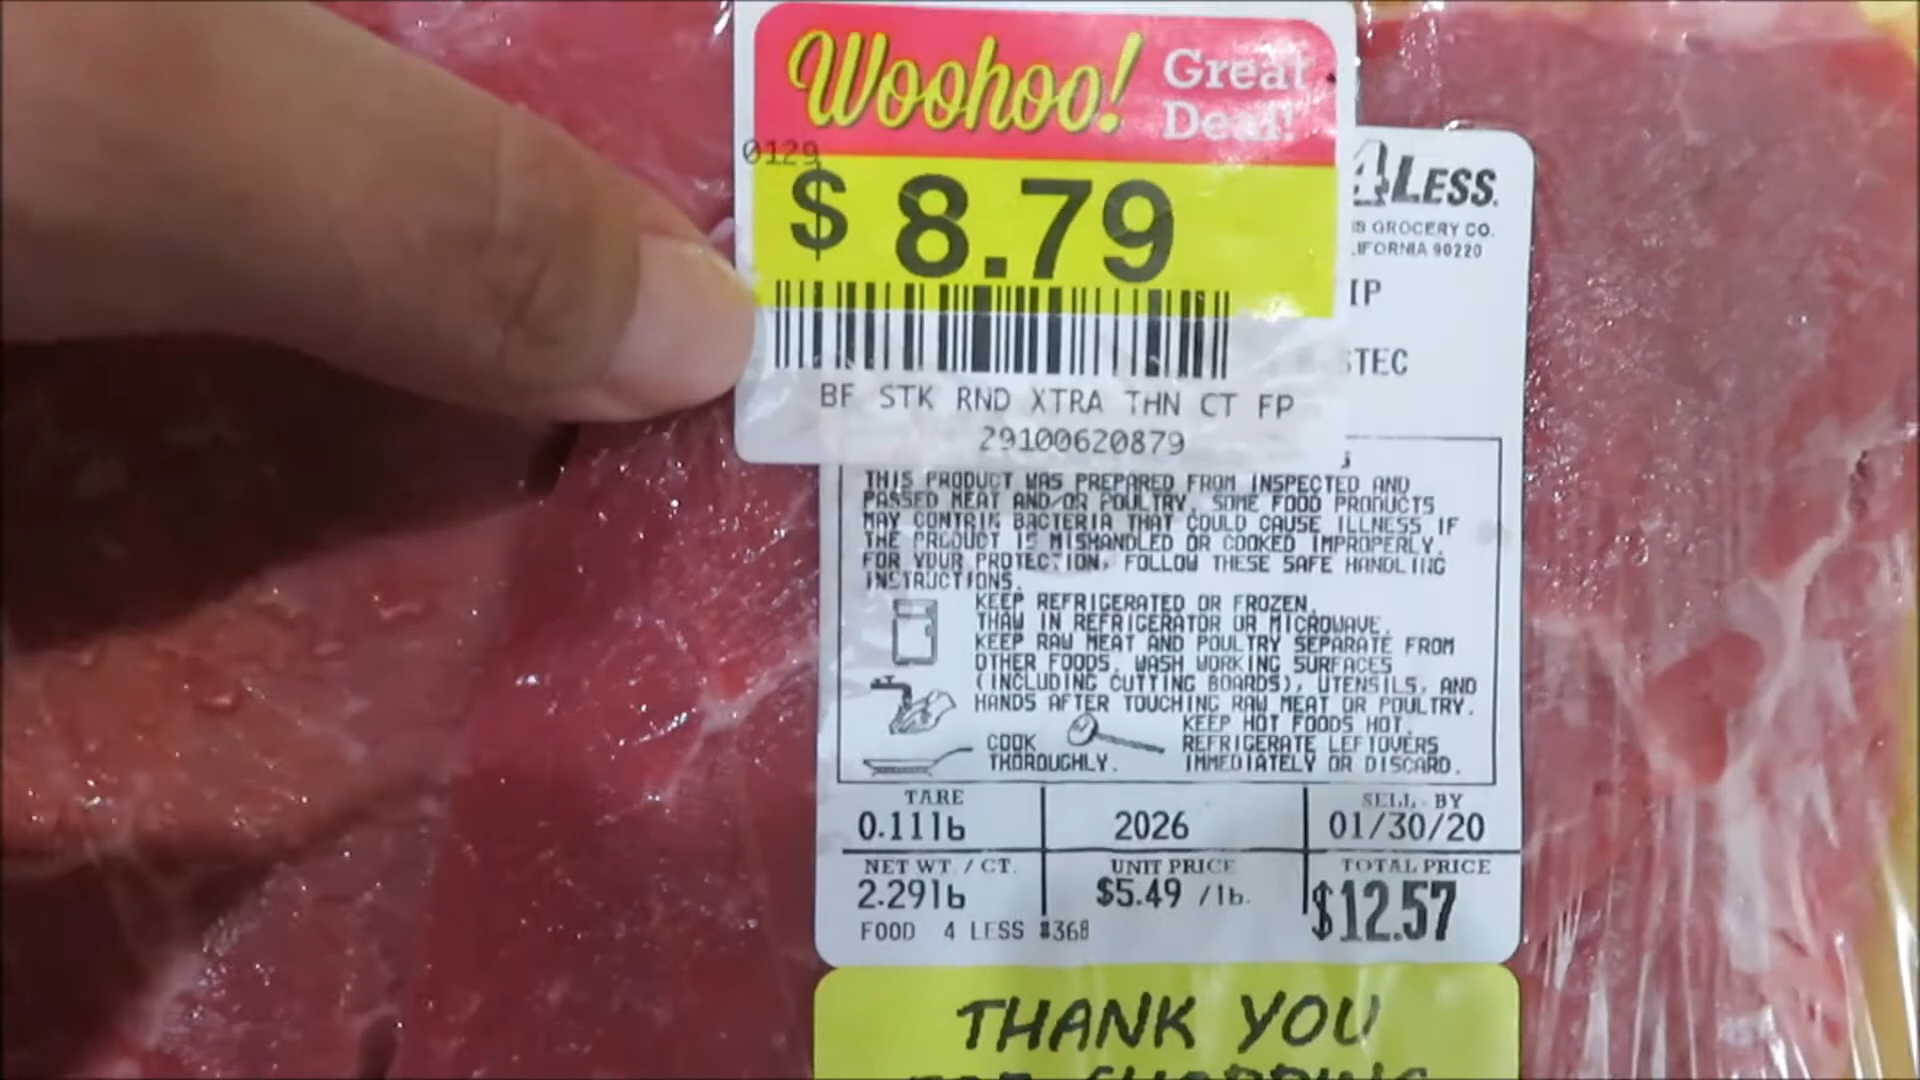 Woohoo! Great Deal!
0129
$ 8.79
BF STK RND XTRA THN CT FP
29100620879
4LESS.
GROCERY CO.
90220
THIS PRODUCT WAS PREPARED FROM INSPECTED AND
PASSED MEAT AND/OR POULTRY. SOME FOOD PRODUCTS
MAY CONTAIN BACTERIA THAT COULD CAUSE ILLNESS IF
THE PRODUCT IS MISHANDLED OR COOKED IMPROPERLY.
FOR YOUR PROTECTION, FOLLOW THESE SAFE HANDLING
INSTRUCTIONS.
KEEP REFRIGERATED OR FROZEN.
THAW IN REFRIGERATOR OR MICROWAVE.
KEEP RAW MEAT AND POULTRY SEPARATE FROM
OTHER FOODS. WASH WORKING SURFACES
(INCLUDING CUTTING BOARDS), UTENSILS, AND
HANDS AFTER TOUCHING RAW MEAT OR POULTRY.
COOK
THOROUGHLY.
KEEP HOT FOODS HOT.
REFRIGERATE LEFTOVERS
IMMEDIATELY OR DISCARD.
TARE
0.11lb
2026
SELL - BY
01/30/20
NET WT. / CT.
2.29lb
UNIT PRICE
$5.49 /lb.
TOTAL PRICE
$12.57
FOOD 4 LESS #368
THANK YOU